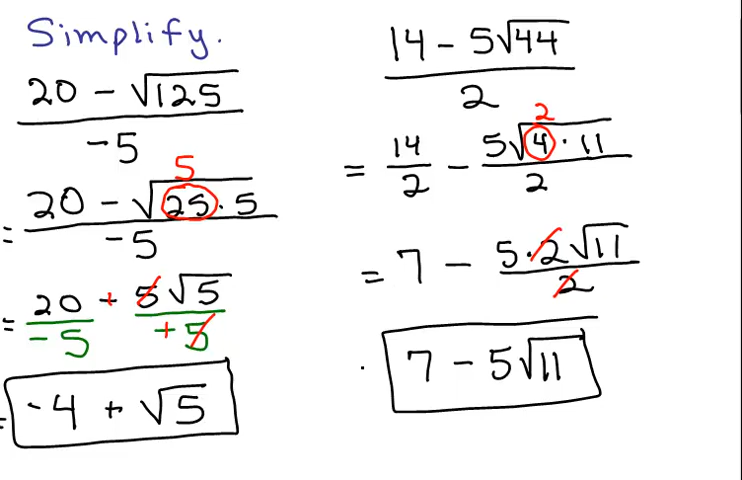 Simplify.
20 - √125
-5
5
= 20 - √25·5
-5
= 20 + 5√5
-5 +5
= -4 + √5
14 - 5√44
2
2
= 14 - 5√4·11
2 2
= 7 - 5·2√11
2
7 - 5√11